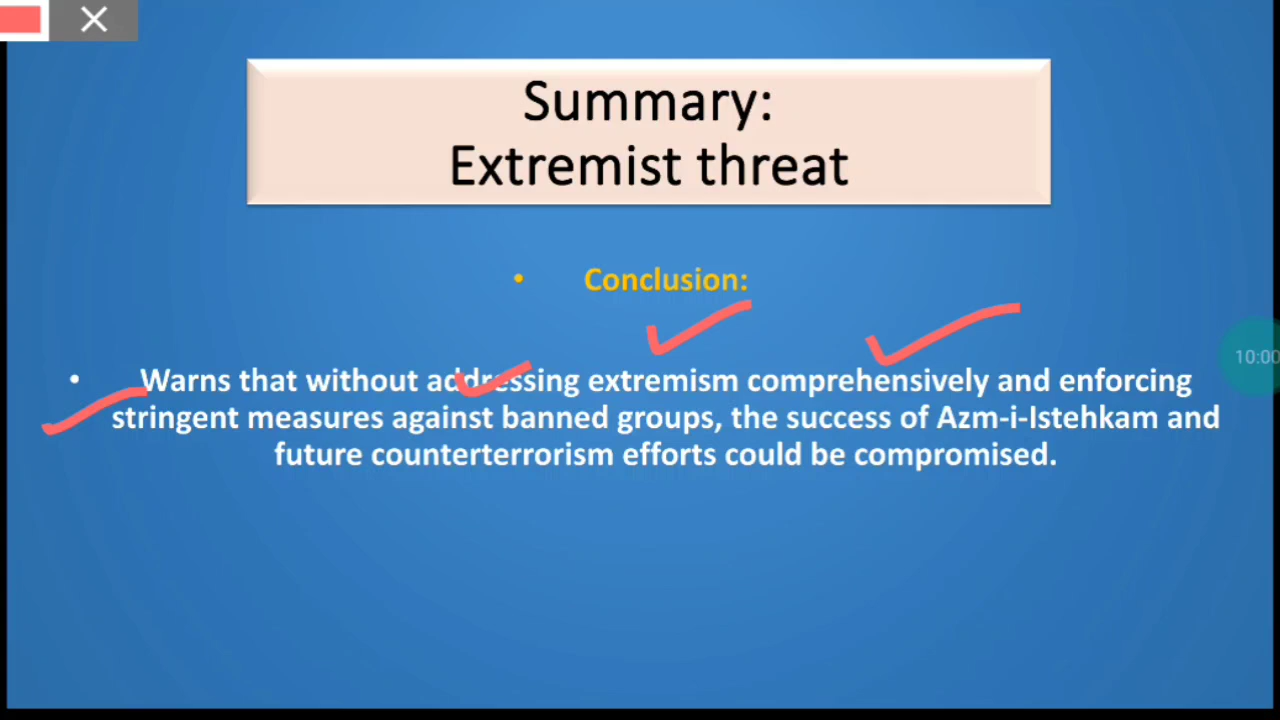 Summary:
Extremist threat
• Conclusion:
• Warns that without addressing extremism comprehensively and enforcing
stringent measures against banned groups, the success of Azm-i-Istehkam and
future counterterrorism efforts could be compromised.
10:00